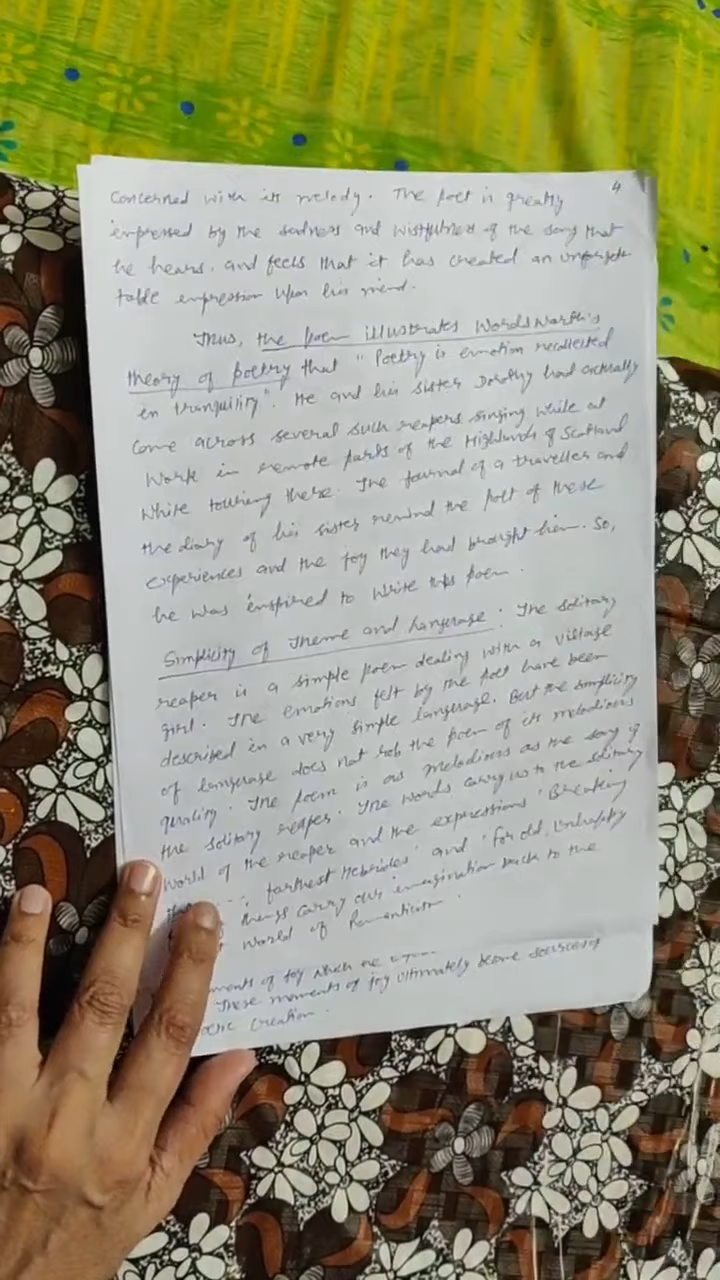 4
Concerned with its melody. The poet is greatly
impressed by the sadness and wistfulness of the song that
he hears. and feels that it has created an unforget-
table expression upon his mind.
Thus, the poem illustrates Wordsworth's
theory of poetry that "Poetry is emotion recollected
in tranquility". He and his sister Dorothy had actually
Come across several such reapers singing while at
Work in remote parts of the Highlands of Scotland
While touring there. The Journal of a traveller and
the diary of his sister remind the poet of these
experiences and the joy they had brought him. So,
he was inspired to write this poem.
Simplicity of Theme and Language: The Solitary
reaper is a simple poem dealing with a village
girl. The emotions felt by the poet have been
described in a very simple language. But the simplicity
of language does not rob the poem of its melodious
quality. The poem is as melodious as the song of
the solitary reaper. The words carry us to the solitary
World of the reaper and the expressions 'Breaking
the ..... farthest Hebrides' and 'for old, unhappy
things carry our imagination back to the
World of Romanticism.
ments of joy which he
These moments of joy ultimately become
creation.